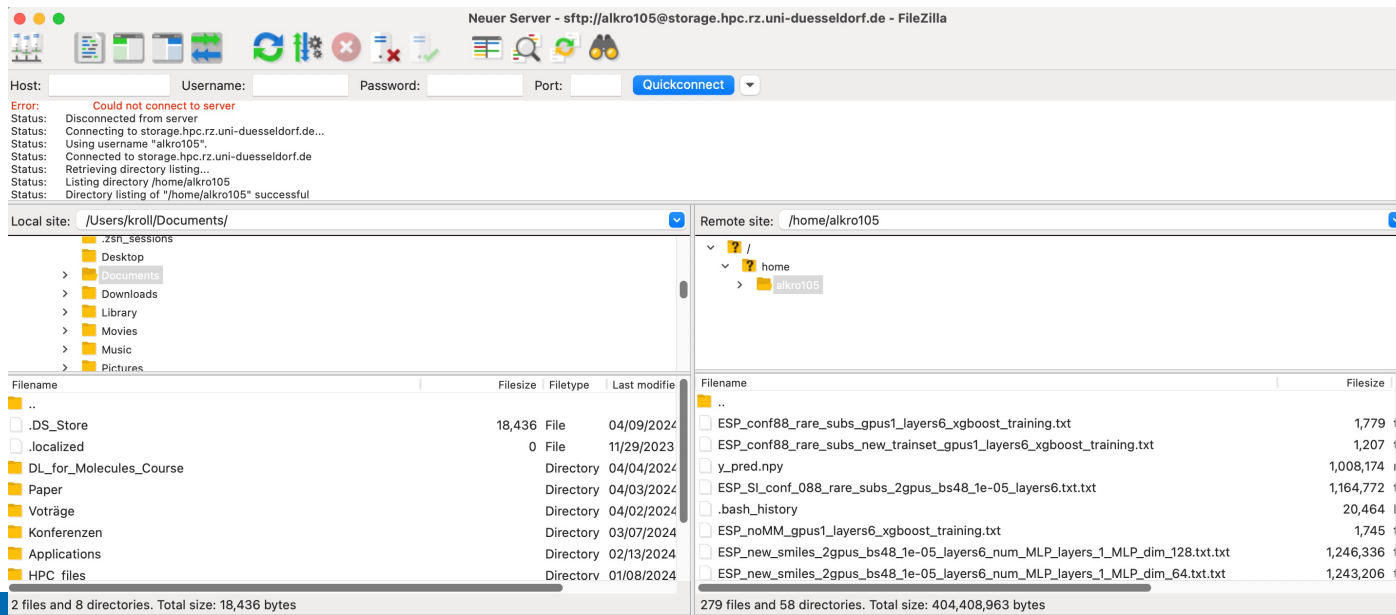 Neuer Server - sftp://alkro105@storage.hpc.rz.uni-duesseldorf.de - FileZilla
Host: Username: Password: Port: Quickconnect
Error: Could not connect to server
Status: Disconnected from server
Status: Connecting to storage.hpc.rz.uni-duesseldorf.de...
Status: Using username "alkro105".
Status: Connected to storage.hpc.rz.uni-duesseldorf.de
Status: Retrieving directory listing...
Status: Listing directory /home/alkro105
Status: Directory listing of "/home/alkro105" successful
Local site: /Users/kroll/Documents/
.zsh_sessions
Desktop
Documents
Downloads
Library
Movies
Music
Pictures
Filename Filesize Filetype Last modifie
..
.DS_Store 18,436 File 04/09/2024
.localized 0 File 11/29/2023
DL_for_Molecules_Course Directory 04/04/2024
Paper Directory 04/03/2024
Voträge Directory 04/02/2024
Konferenzen Directory 03/07/2024
Applications Directory 02/13/2024
HPC_files Directory 01/08/2024
2 files and 8 directories. Total size: 18,436 bytes
Remote site: /home/alkro105
/
home
alkro105
Filename Filesize
..
ESP_conf88_rare_subs_gpus1_layers6_xgboost_training.txt 1,779
ESP_conf88_rare_subs_new_trainset_gpus1_layers6_xgboost_training.txt 1,207
y_pred.npy 1,008,174
ESP_SI_conf_088_rare_subs_2gpus_bs48_1e-05_layers6.txt.txt 1,164,772
.bash_history 20,464
ESP_noMM_gpus1_layers6_xgboost_training.txt 1,745
ESP_new_smiles_2gpus_bs48_1e-05_layers6_num_MLP_layers_1_MLP_dim_128.txt.txt 1,246,336
ESP_new_smiles_2gpus_bs48_1e-05_layers6_num_MLP_layers_1_MLP_dim_64.txt.txt 1,243,206
279 files and 58 directories. Total size: 404,408,963 bytes